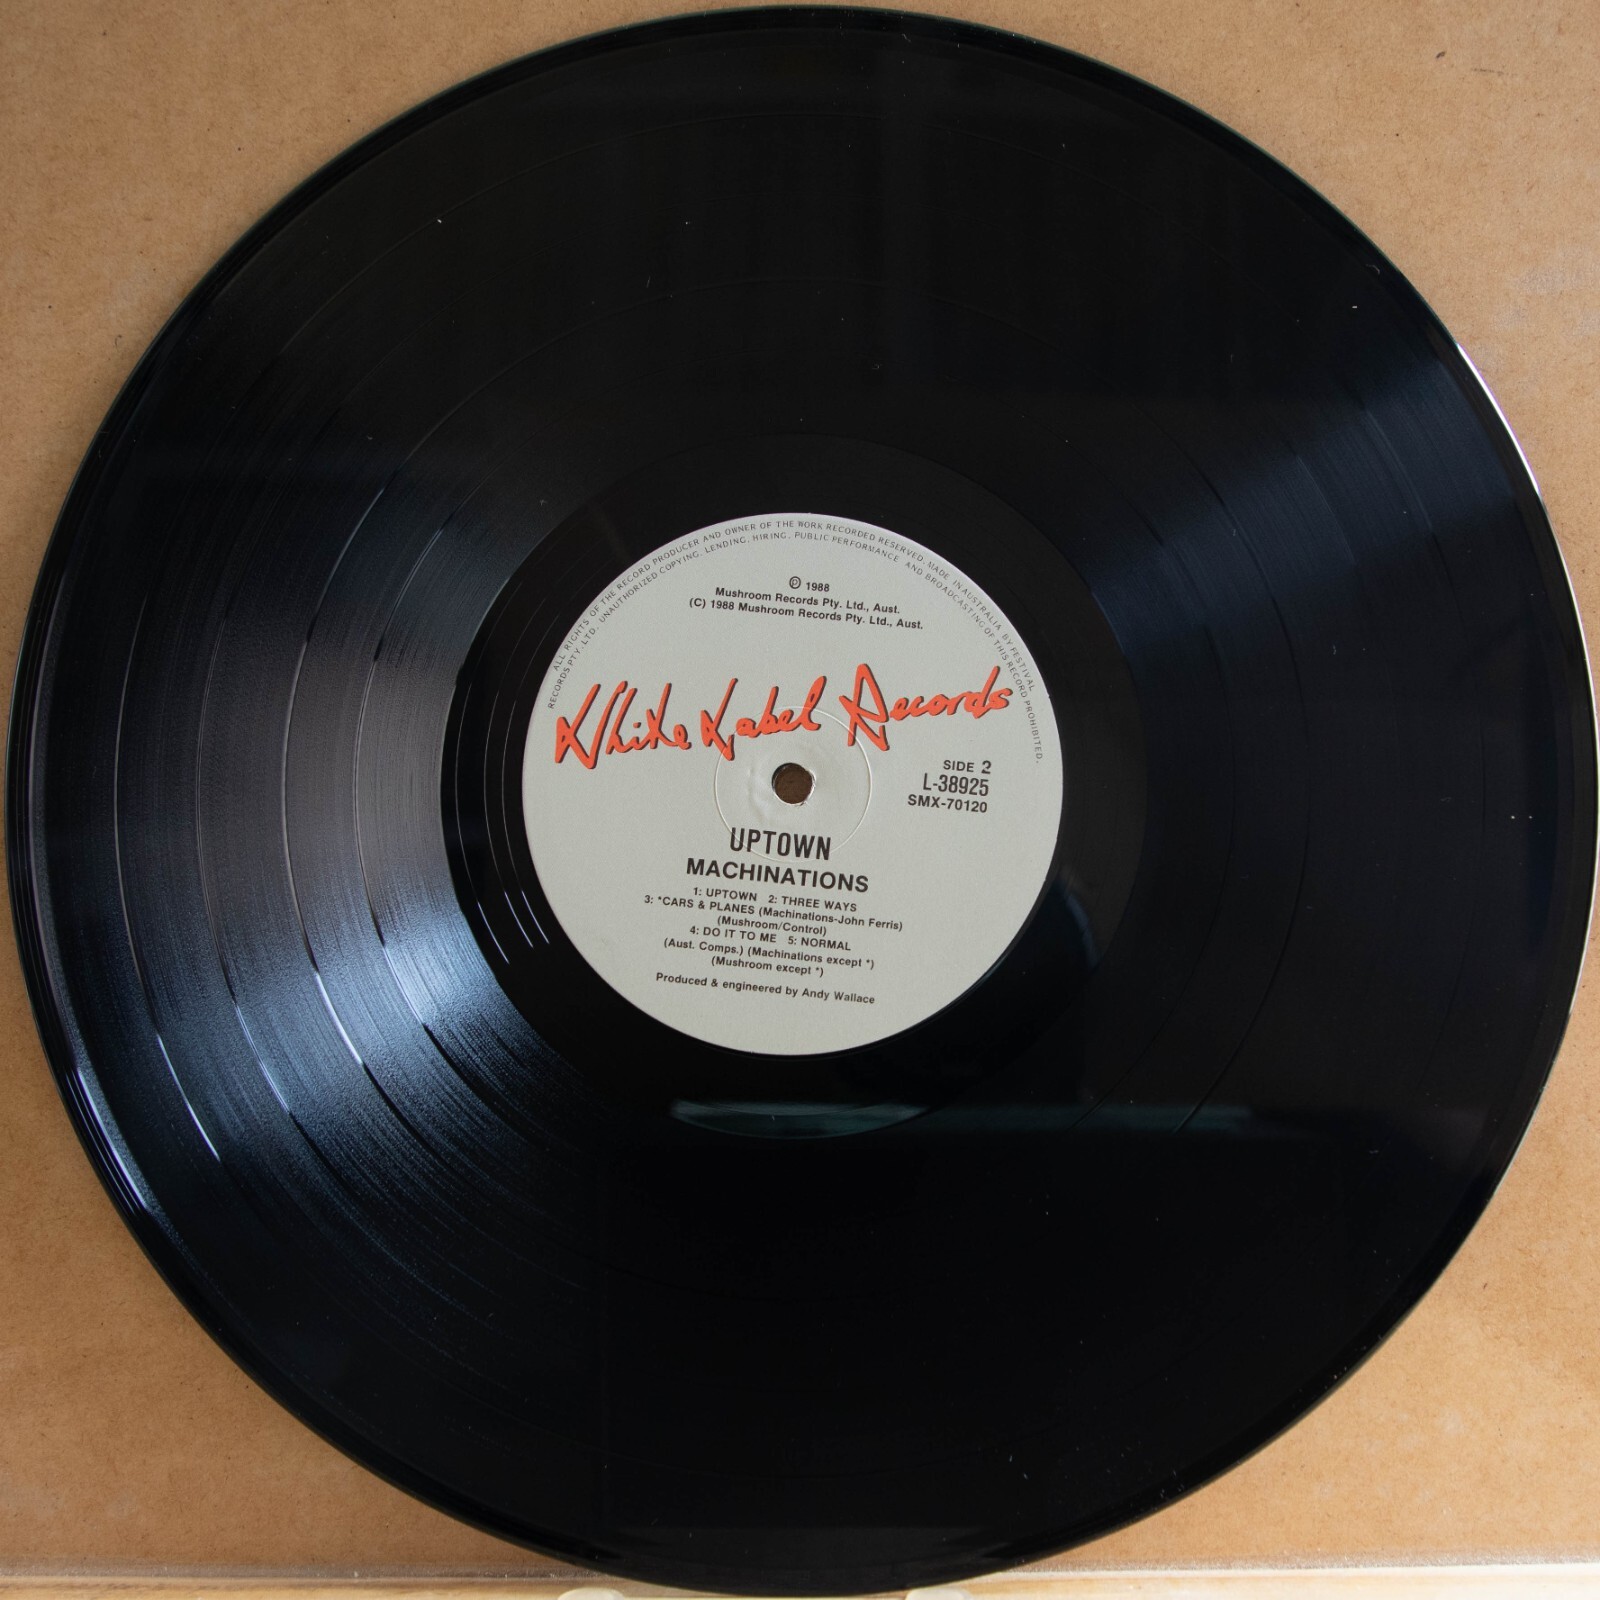 ALL RIGHTS OF THE RECORD PRODUCER AND OWNER OF THE WORK RECORDED RESERVED. MADE IN AUSTRALIA BY FESTIVAL
RECORDS PTY. LTD. UNAUTHORIZED COPYING, LENDING, HIRING, PUBLIC PERFORMANCE AND BROADCASTING OF THIS RECORD PROHIBITED.
℗ 1988
Mushroom Records Pty. Ltd., Aust.
(C) 1988 Mushroom Records Pty. Ltd., Aust.
White Label Records
SIDE 2
L-38925
SMX-70120
UPTOWN
MACHINATIONS
1: UPTOWN 2: THREE WAYS
3: *CARS & PLANES (Machinations-John Ferris)
(Mushroom/Control)
4: DO IT TO ME 5: NORMAL
(Aust. Comps.) (Machinations except *)
(Mushroom except *)
Produced & engineered by Andy Wallace